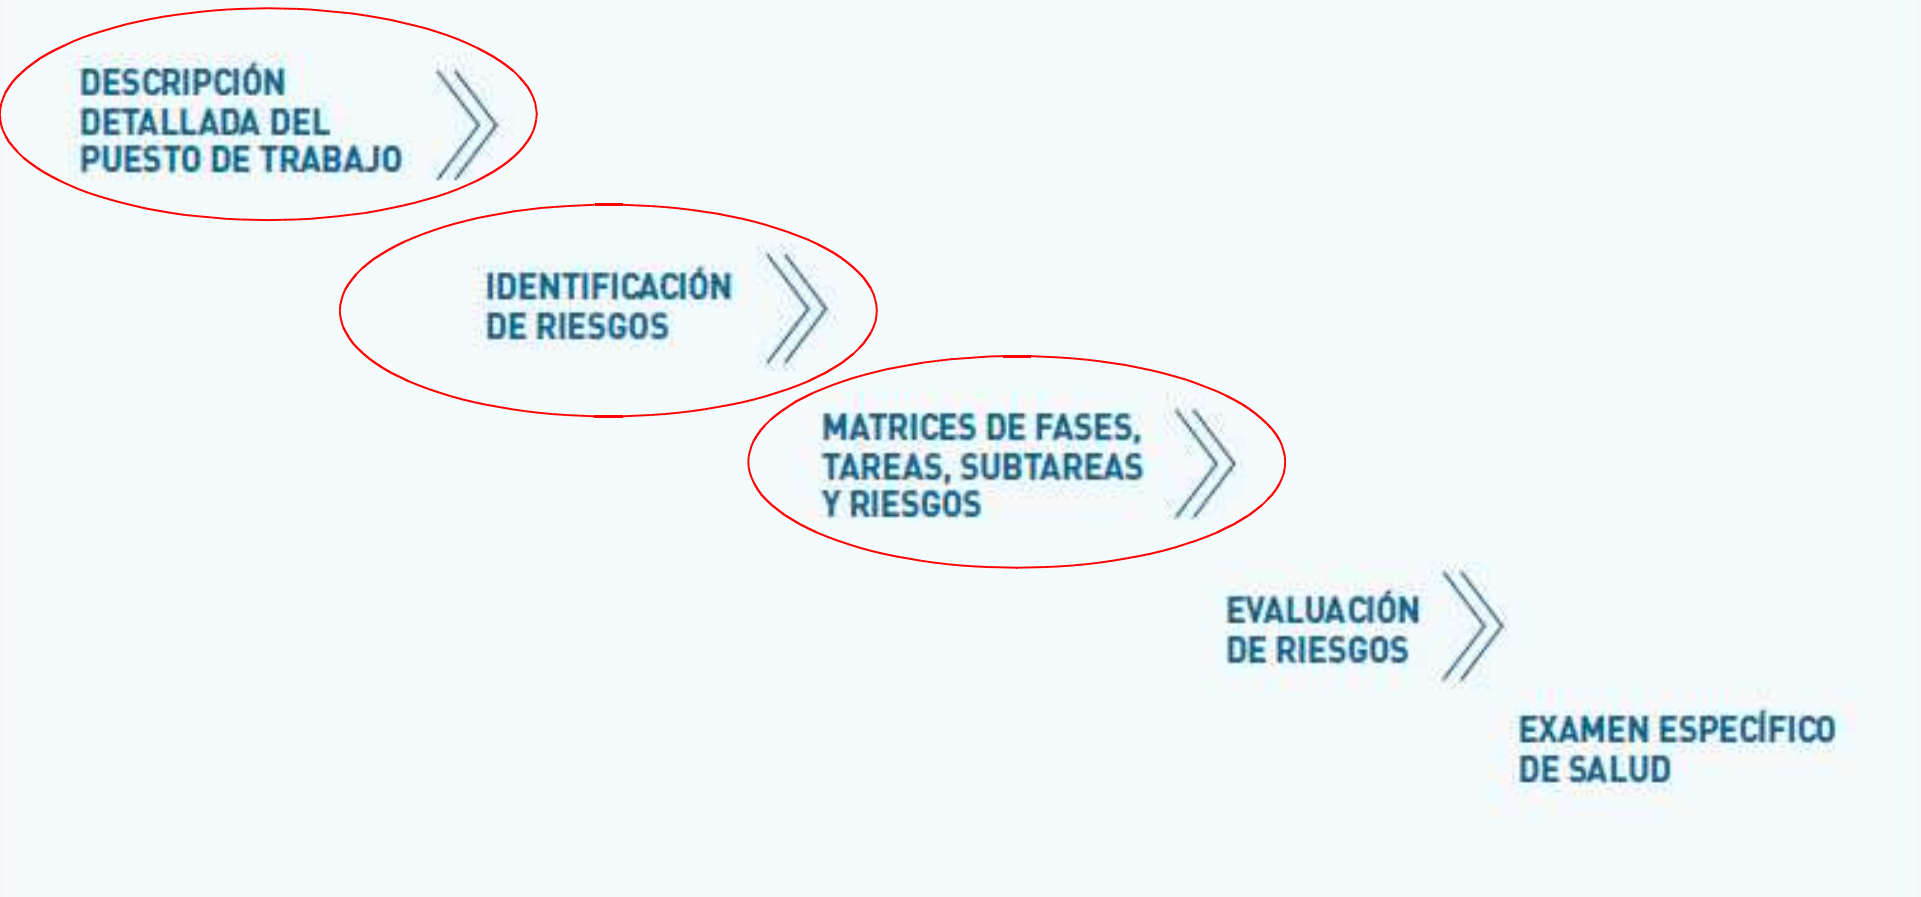 DESCRIPCIÓN
DETALLADA DEL
PUESTO DE TRABAJO
IDENTIFICACIÓN
DE RIESGOS
MATRICES DE FASES,
TAREAS, SUBTAREAS
Y RIESGOS
EVALUACIÓN
DE RIESGOS
EXAMEN ESPECÍFICO
DE SALUD